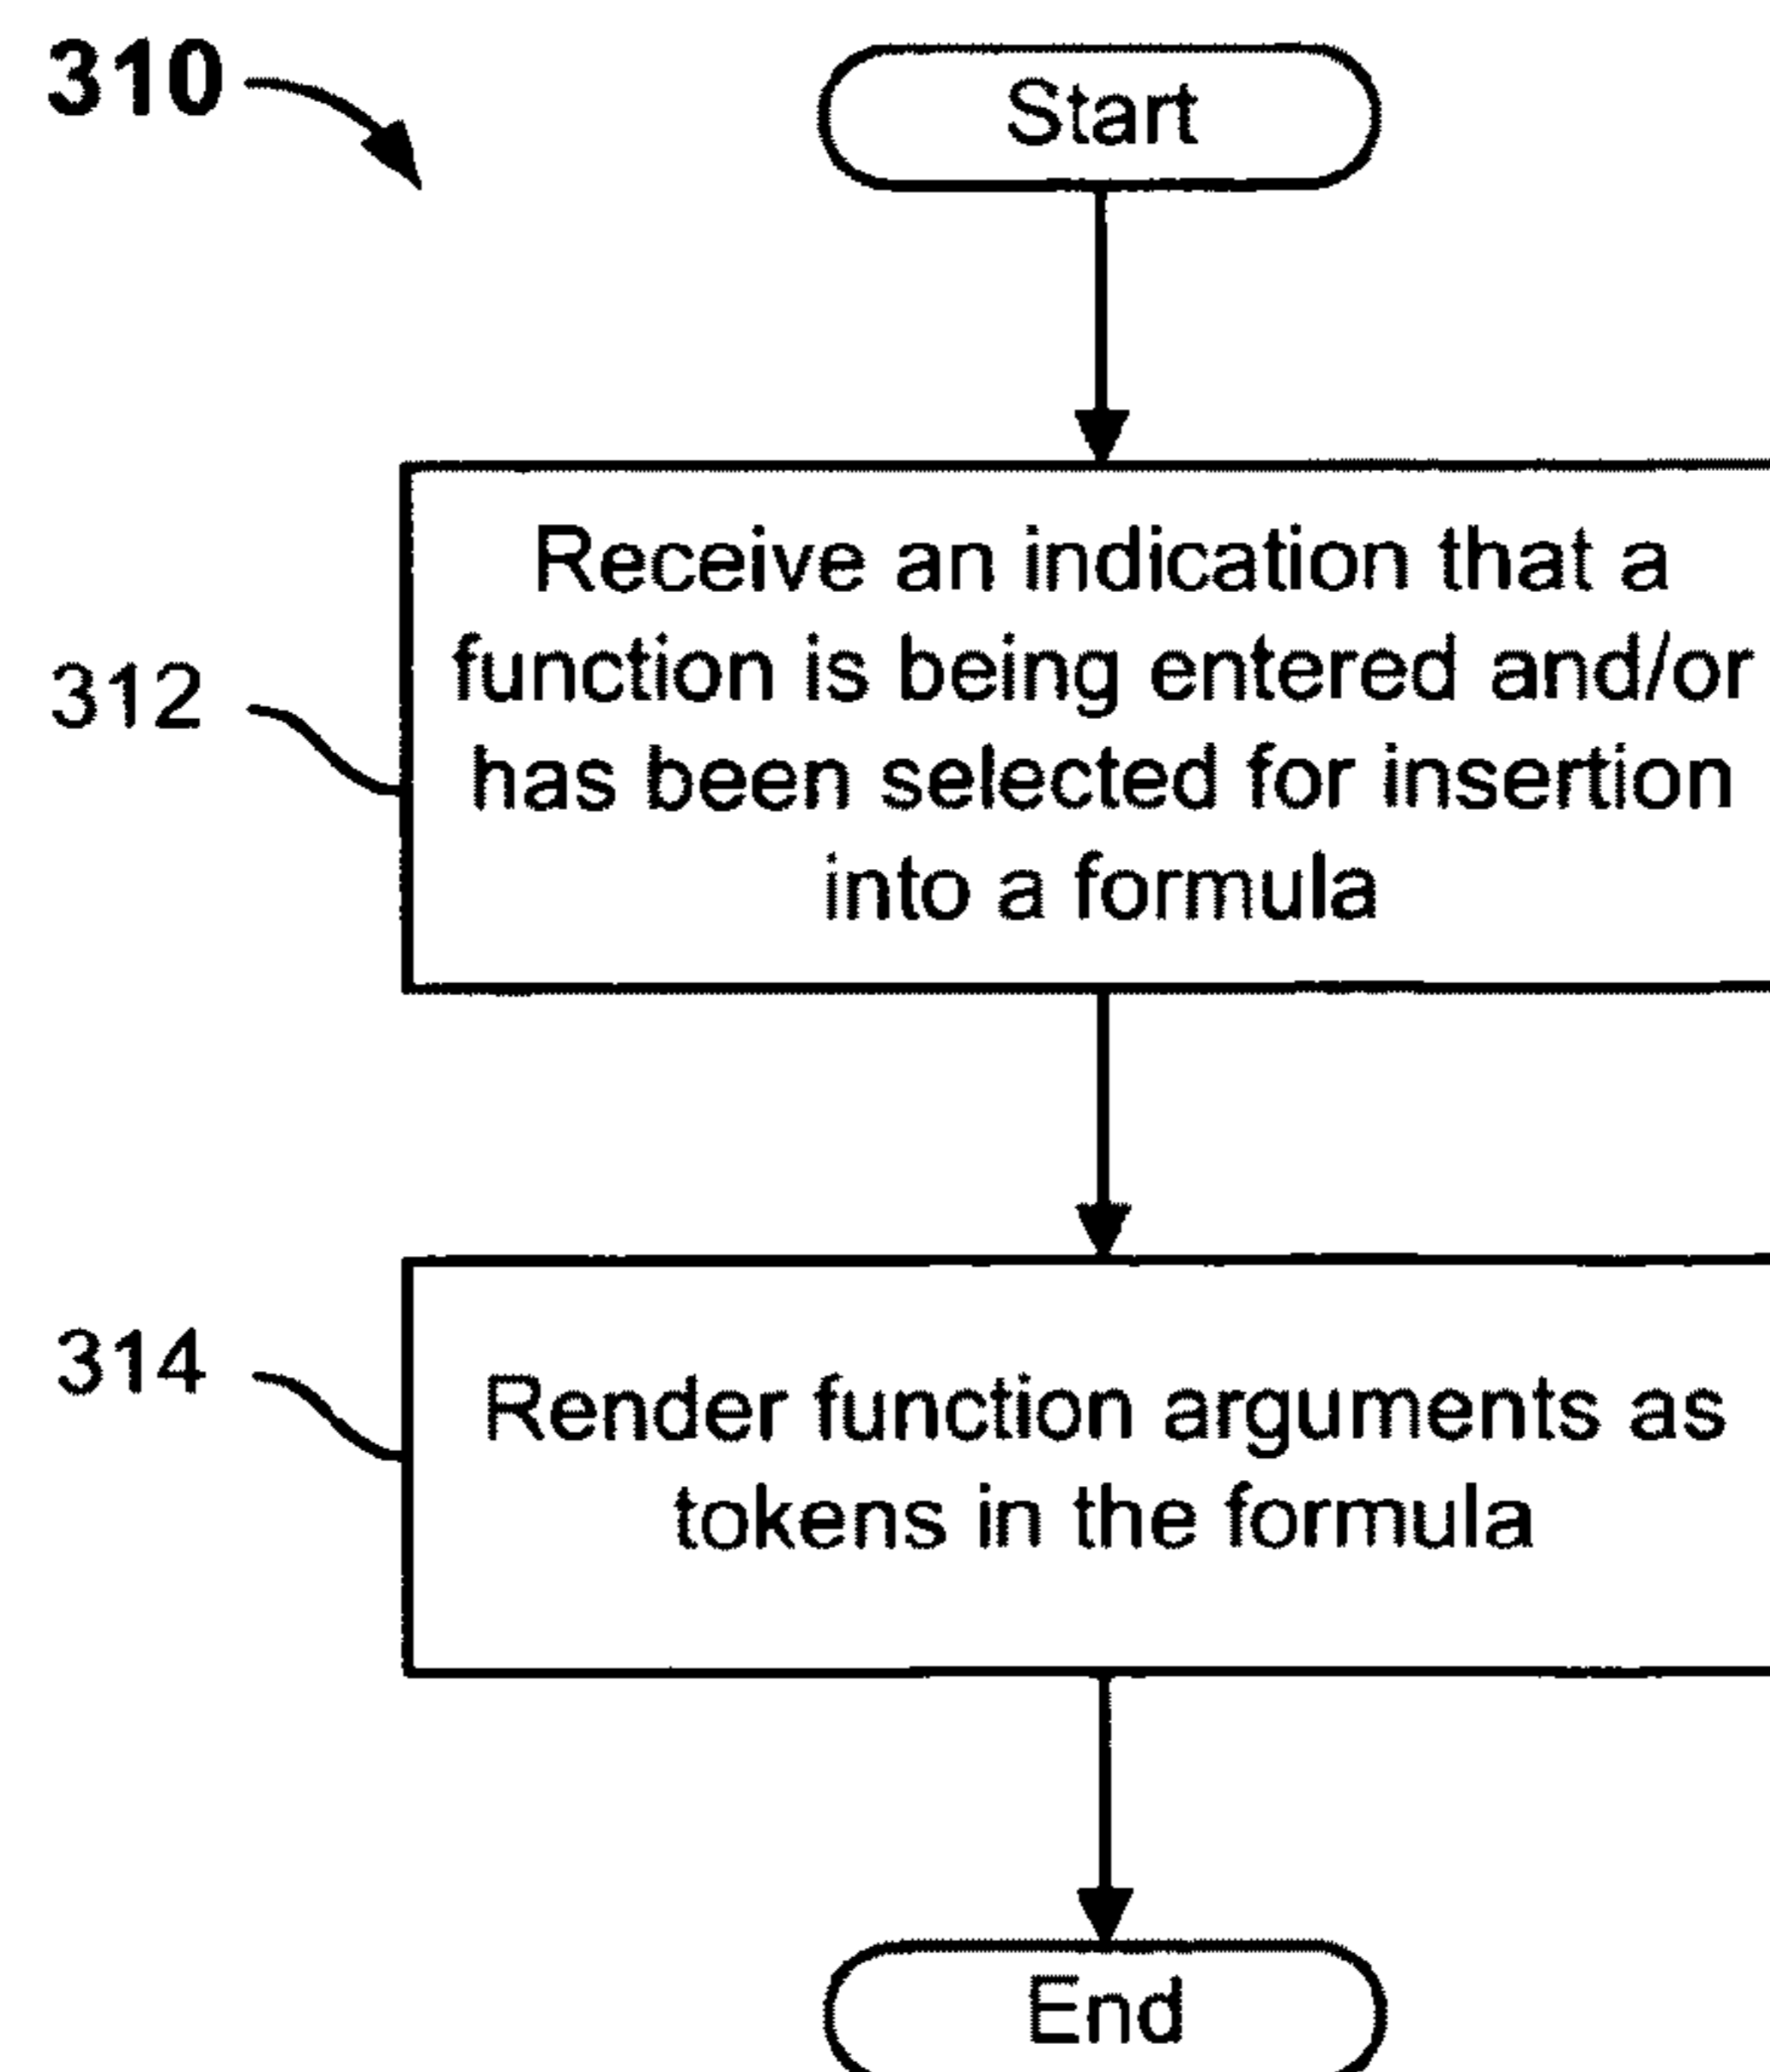 310
Start
Receive an indication that a
function is being entered and/or
312
has been selected for insertion
into a formula
314
Render function arguments as
tokens in the formula
End